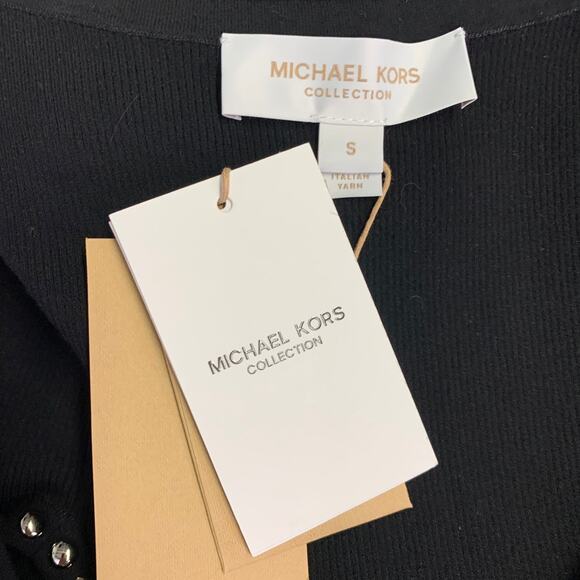 MICHAEL KORS
COLLECTION
S
ITALIAN
YARN
MICHAEL KORS
COLLECTION